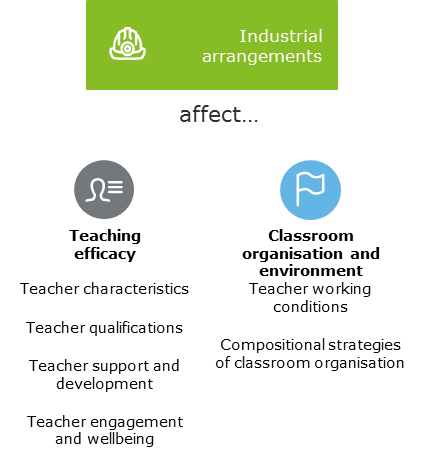 Industrial
arrangements
affect...
Teaching
efficacy
Teacher characteristics
Teacher qualifications
Teacher support and
development
Teacher engagement
and wellbeing
Classroom
organisation and
environment
Teacher working
conditions
Compositional strategies
of classroom organisation